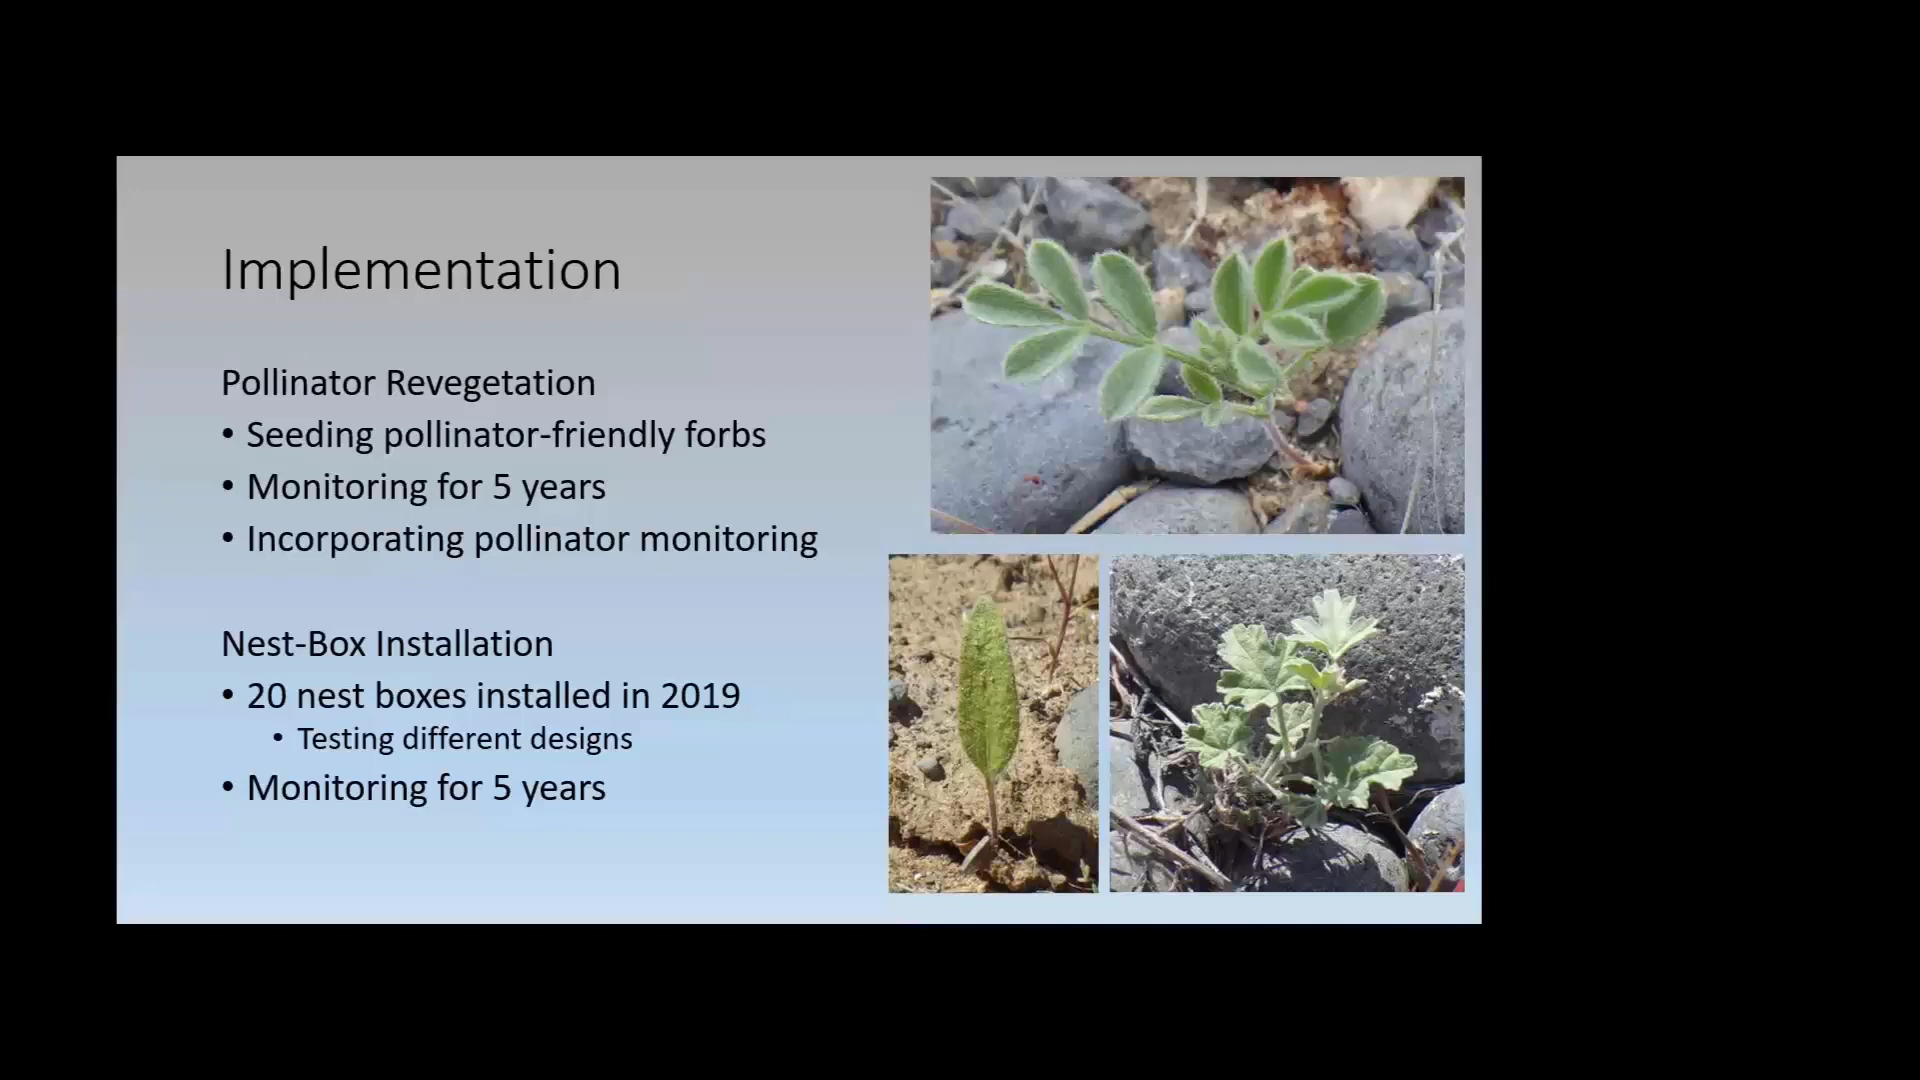 Implementation
Pollinator Revegetation
• Seeding pollinator-friendly forbs
• Monitoring for 5 years
• Incorporating pollinator monitoring
Nest-Box Installation
• 20 nest boxes installed in 2019
• Testing different designs
• Monitoring for 5 years